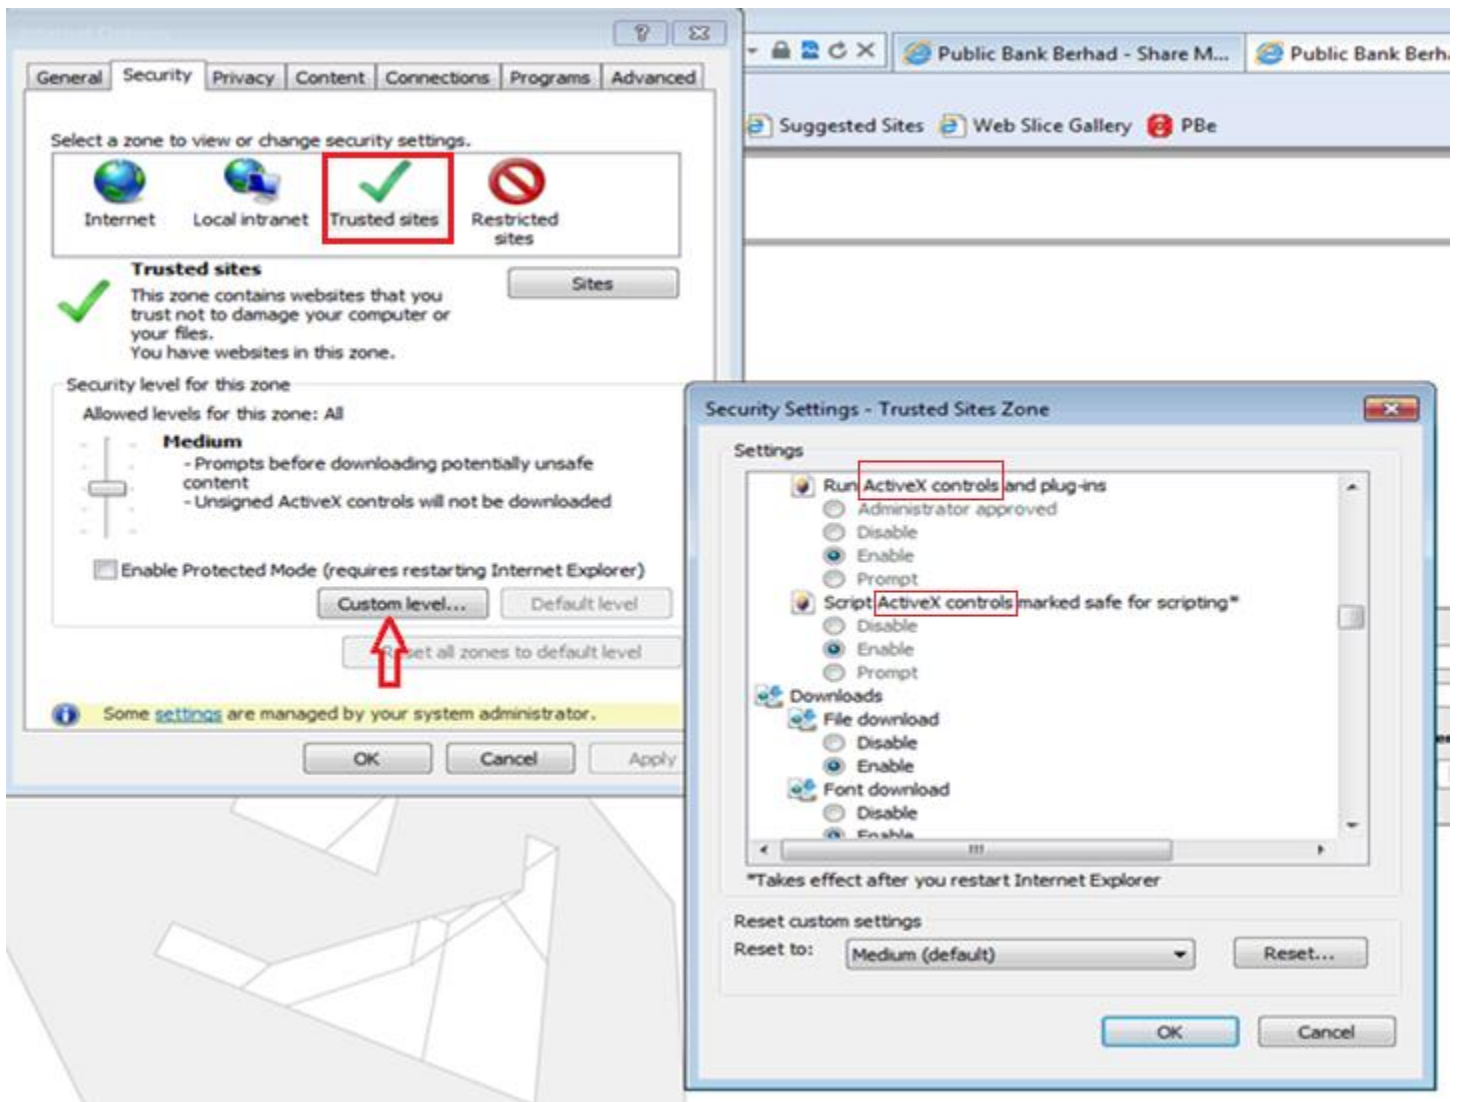 General Security Privacy Content Connections Programs Advanced
Select a zone to view or change security settings.
Internet
Local intranet
Trusted sites
Restricted
sites
Trusted sites
Sites
This zone contains websites that you
trust not to damage your computer or
your files.
You have websites in this zone.
Security level for this zone
Allowed levels for this zone: All
Medium
- Prompts before downloading potentially unsafe
content
- Unsigned ActiveX controls will not be downloaded
Enable Protected Mode (requires restarting Internet Explorer)
Custom level...
Default level
Reset all zones to default level
Some settings are managed by your system administrator.
OK
Cancel
Apply
Public Bank Berhad - Share M...
Public Bank Berh
Suggested Sites
Web Slice Gallery
PBe
Security Settings - Trusted Sites Zone
Settings
Run ActiveX controls and plug-ins
Administrator approved
Disable
Enable
Prompt
Script ActiveX controls marked safe for scripting*
Disable
Enable
Prompt
Downloads
File download
Disable
Enable
Font download
Disable
Enable
*Takes effect after you restart Internet Explorer
Reset custom settings
Reset to:
Medium (default)
Reset...
OK
Cancel